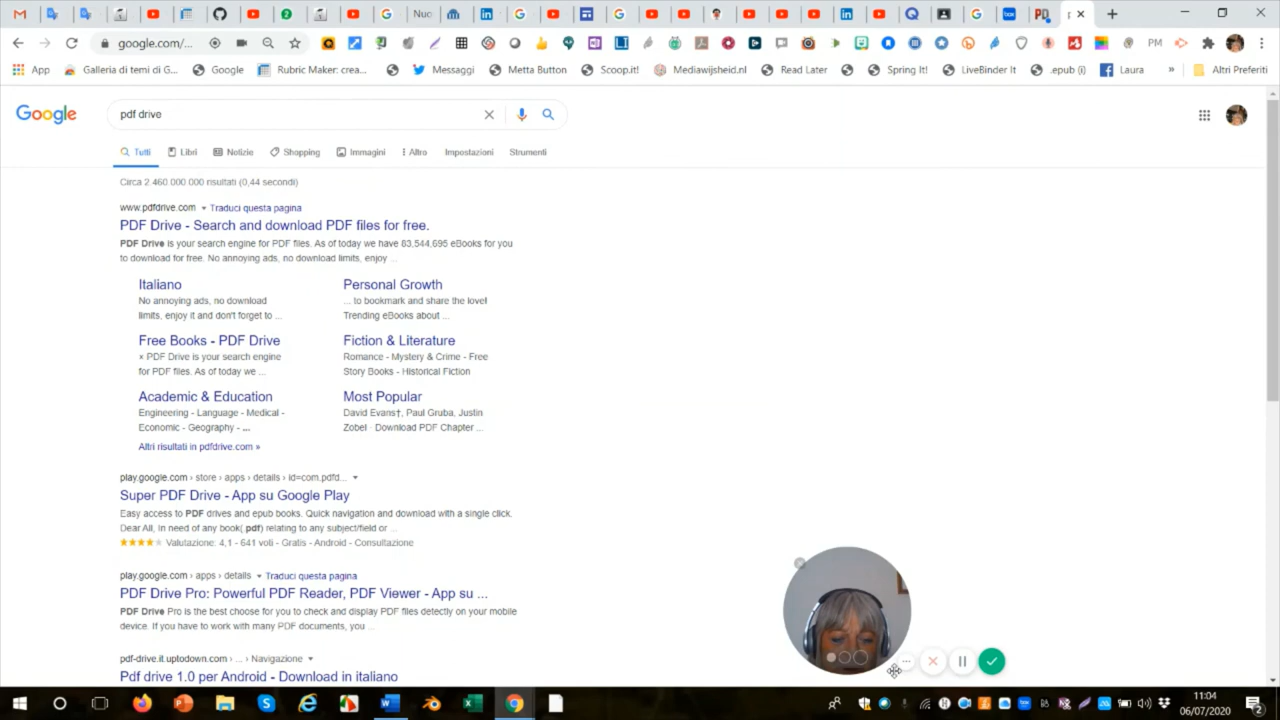 Nuo
google.com/...
PM
App
Galleria di temi di G...
Google
Rubric Maker: crea...
Messaggi
Metta Button
Scoop.it!
Mediawijsheid.nl
Read Later
Spring It!
LiveBinder It
.epub (i)
Laura
»
Altri Preferiti
Google
pdf drive
Tutti
Libri
Notizie
Shopping
Immagini
Altro
Impostazioni
Strumenti
Circa 2.460.000.000 risultati (0,44 secondi)
www.pdfdrive.com ▾ Traduci questa pagina
PDF Drive - Search and download PDF files for free.
PDF Drive is your search engine for PDF files. As of today we have 83,544,695 eBooks for you
to download for free. No annoying ads, no download limits, enjoy ...
Italiano
No annoying ads, no download
limits, enjoy it and don't forget to ...
Personal Growth
... to bookmark and share the love!
Trending eBooks about ...
Free Books - PDF Drive
× PDF Drive is your search engine
for PDF files. As of today we ...
Fiction & Literature
Romance - Mystery & Crime - Free
Story Books - Historical Fiction
Academic & Education
Engineering - Language - Medical -
Economic - Geography - ...
Most Popular
David Evans†, Paul Gruba, Justin
Zobel · Download PDF Chapter ...
Altri risultati in pdfdrive.com »
play.google.com › store › apps › details › id=com.pdfd... ▾
Super PDF Drive - App su Google Play
Easy access to PDF drives and epub books. Quick navigation and download with a single click.
Dear All, In need of any book(.pdf) relating to any subject/field or ...
★★★★★ Valutazione: 4,1 - 641 voti - Gratis - Android - Consultazione
play.google.com › apps › details ▾ Traduci questa pagina
PDF Drive Pro: Powerful PDF Reader, PDF Viewer - App su ...
PDF Drive Pro is the best choice for you to check and display PDF files detectly on your mobile
device. If you have to work with many PDF documents, you ...
pdf-drive.it.uptodown.com › ... › Navigazione ▾
Pdf drive 1.0 per Android - Download in italiano
11:04
06/07/2020